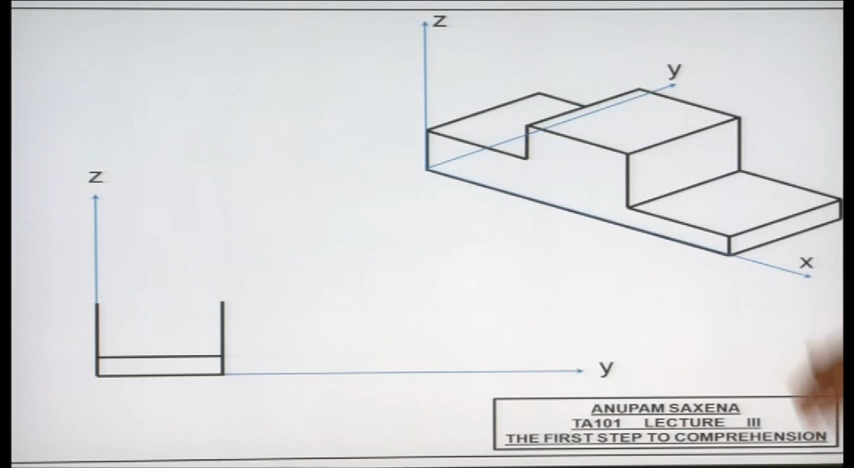 z
y
x
z
y
ANUPAM SAXENA
TA101 LECTURE III
THE FIRST STEP TO COMPREHENSION